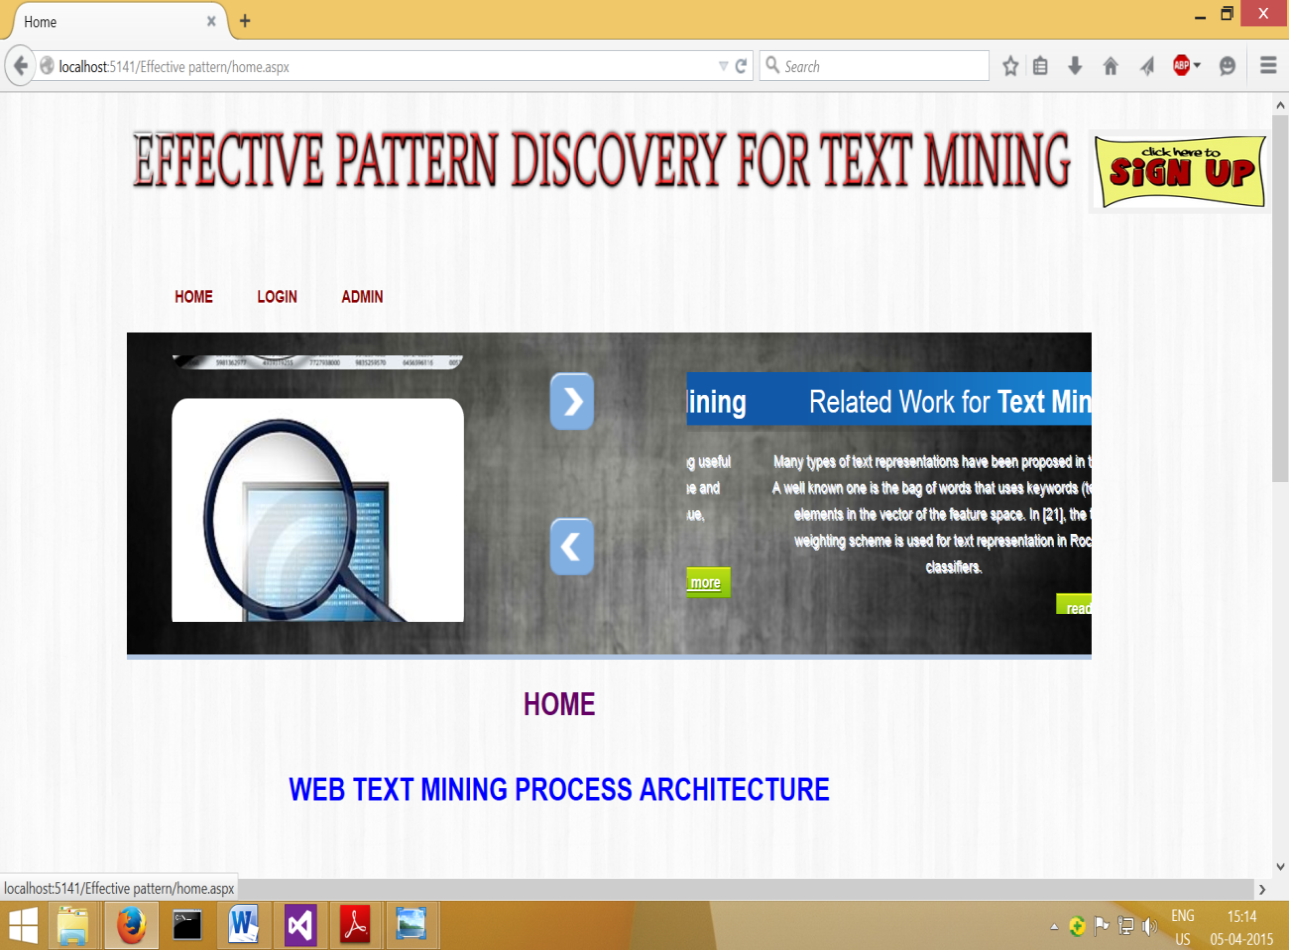 Home
localhost:5141/Effective pattern/home.aspx
Search
ABP
EFFECTIVE PATTERN DISCOVERY FOR TEXT MINING
click here to
SIGN UP
HOME LOGIN ADMIN
5981562977 7727658000 9835259570
ining Related Work for Text Min
g useful Many types of text representations have been proposed in t
e and A well known one is the bag of words that uses keywords (te
ue, elements in the vector of the feature space. In [21], the t
weighting scheme is used for text representation in Roc
classifiers.
more
read
HOME
WEB TEXT MINING PROCESS ARCHITECTURE
localhost:5141/Effective pattern/home.aspx
ENG 15:14
US 05-04-2015